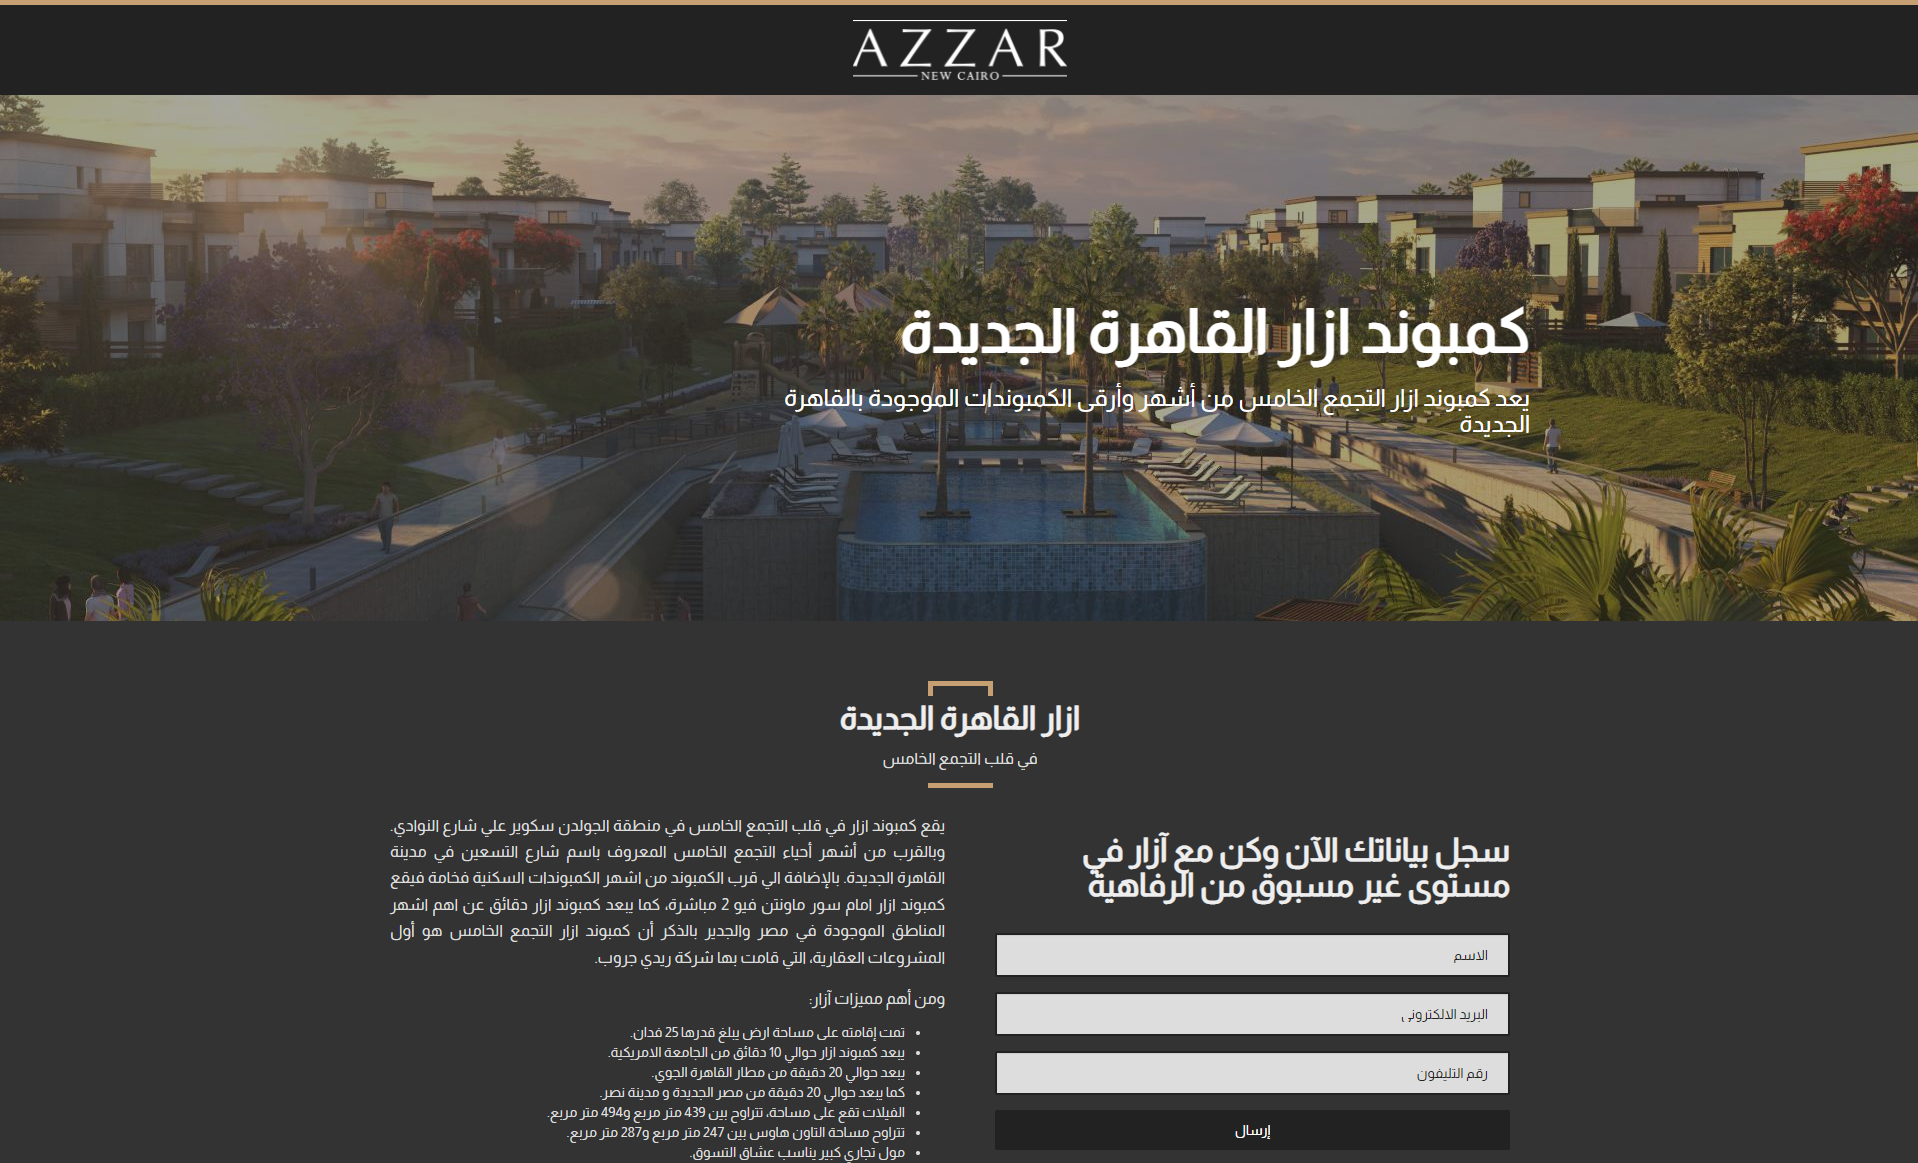 AZZAR
NEW CAIRO
كمبوند ازار القاهرة الجديدة
يعد كمبوند ازار التجمع الخامس من أشهر وأرقى الكمبوندات الموجودة بالقاهرة
الجديدة
ازار القاهرة الجديدة
في قلب التجمع الخامس
سجل بياناتك الآن وكن مع آزار في
مستوى غير مسبوق من الرفاهية
الاسم
البريد الالكتروني
رقم التليفون
إرسال
يقع كمبوند ازار في قلب التجمع الخامس في منطقة الجولدن سكوير علي شارع النوادي.
وبالقرب من أشهر أحياء التجمع الخامس المعروف باسم شارع التسعين في مدينة
القاهرة الجديدة. بالإضافة الي قرب الكمبوند من اشهر الكمبوندات السكنية فخامة فيقع
كمبوند ازار امام سور ماونتن فيو 2 مباشرة، كما يبعد كمبوند ازار دقائق عن اهم اشهر
المناطق الموجودة في مصر والجدير بالذكر أن كمبوند ازار التجمع الخامس هو أول
المشروعات العقارية، التي قامت بها شركة ريدي جروب.
ومن أهم مميزات آزار:
تمت إقامته على مساحة ارض يبلغ قدرها 25 فدان.
يبعد كمبوند ازار حوالي 10 دقائق من الجامعة الامريكية.
يبعد حوالي 20 دقيقة من مطار القاهرة الجوي.
كما يبعد حوالي 20 دقيقة من مصر الجديدة و مدينة نصر.
الفيلات تقع على مساحة، تتراوح بين 439 متر مربع و494 متر مربع.
تتراوح مساحة التاون هاوس بين 247 متر مربع و287 متر مربع.
مول تجاري كبير يناسب عشاق التسوق.